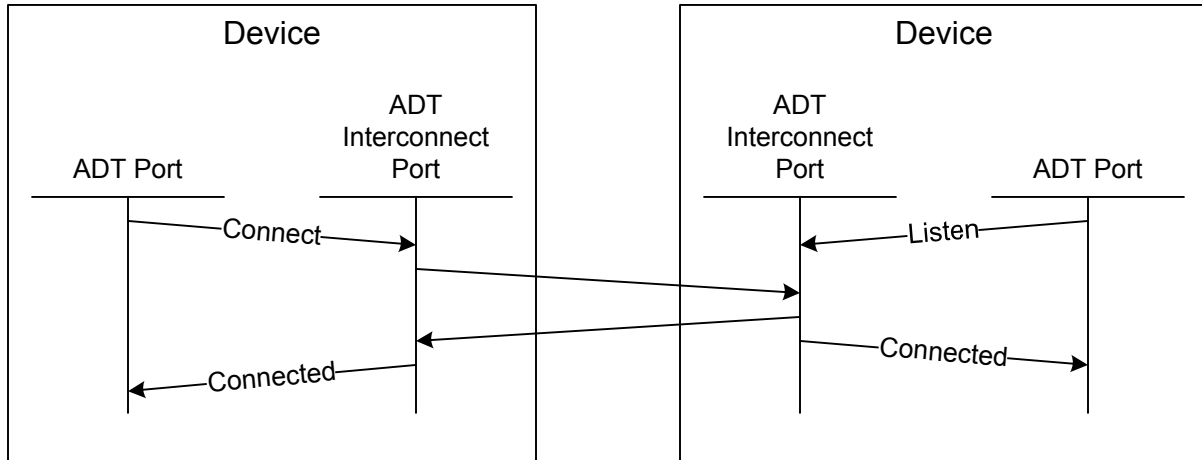 Device
ADT Port
ADT
Interconnect
Port
Connect
Connected
Device
ADT
Interconnect
Port
ADT Port
Listen
Connected